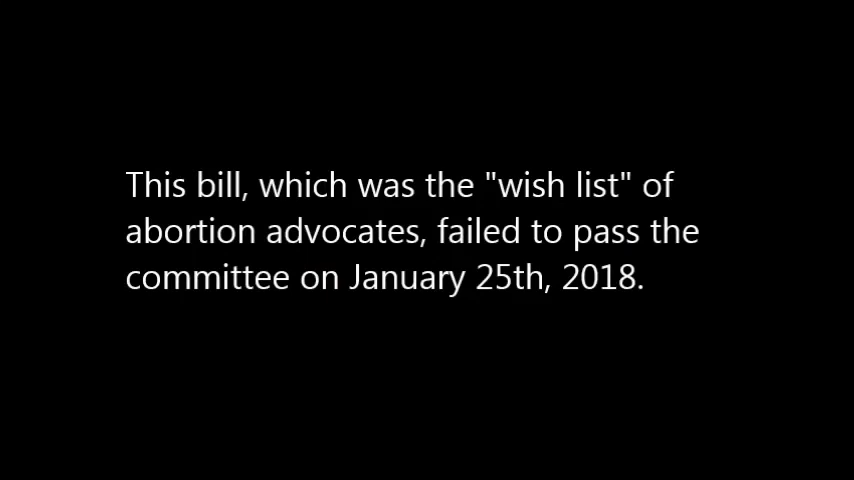 This bill, which was the "wish list" of
abortion advocates, failed to pass the
committee on January 25th, 2018.